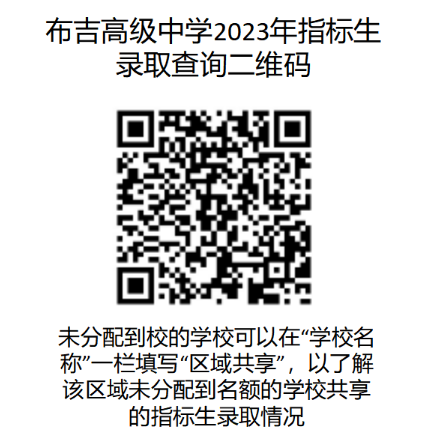 布吉高级中学2023年指标生
录取查询二维码
未分配到校的学校可以在“学校名
称”一栏填写“区域共享”，以了解
该区域未分配到名额的学校共享
的指标生录取情况